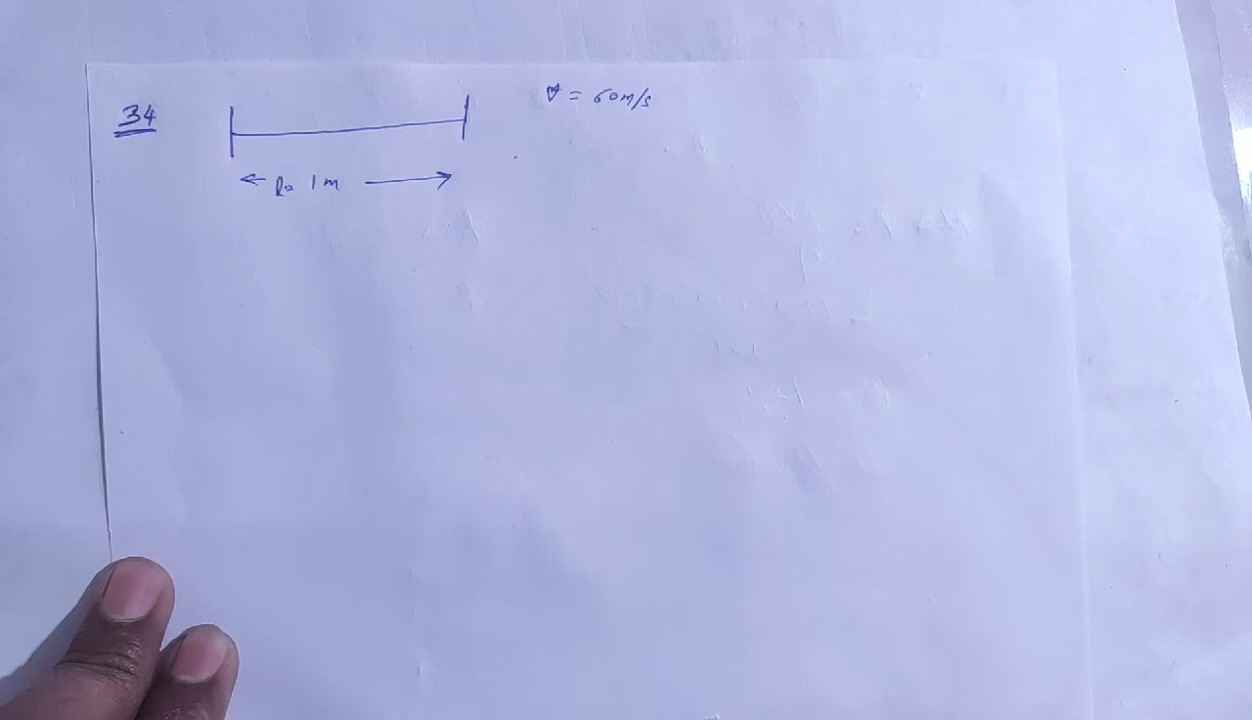 34
V = 60m/s
l = 1m